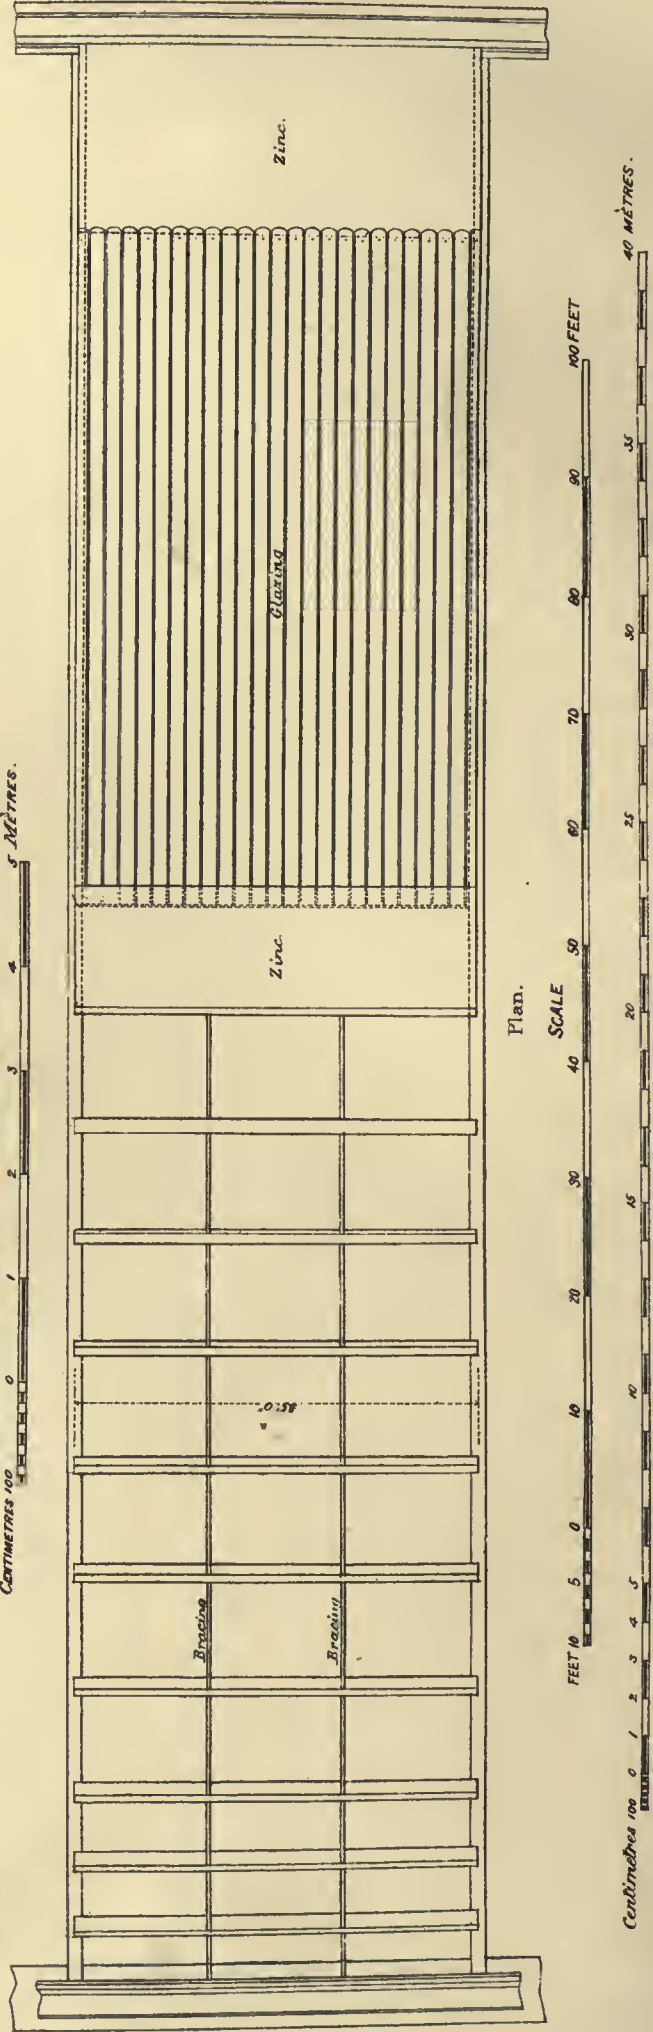 CENTIMETRES 100 0 1 2 3 4 5 MÈTRES.
Zinc.
Glazing
Zinc.
Bracing
Bracing
Plan.
SCALE
FEET 10 5 0 10 20 30 40 50 60 70 80 90 100 FEET
Centimetres 100 0 1 2 3 4 5 10 15 20 25 30 35 40 MÈTRES.